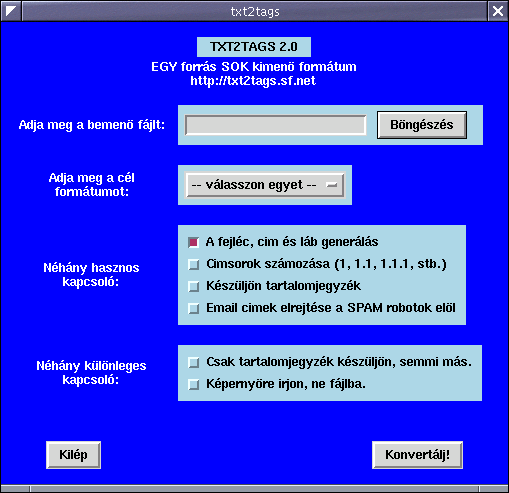 txt2tags
TXT2TAGS 2.0
EGY forrás SOK kimenő formátum
http://txt2tags.sf.net
Adja meg a bemenő fájlt:
Böngészés
Adja meg a cél
formátumot:
-- válasszon egyet --
Néhány hasznos
kapcsoló:
A fejléc, cim és láb generálás
Cimsorok számozása (1, 1.1, 1.1.1, stb.)
Készüljön tartalomjegyzék
Email cimek elrejtése a SPAM robotok elöl
Néhány különleges
kapcsoló:
Csak tartalomjegyzék készüljön, semmi más.
Képernyöre irjon, ne fájlba.
Kilép
Konvertálj!